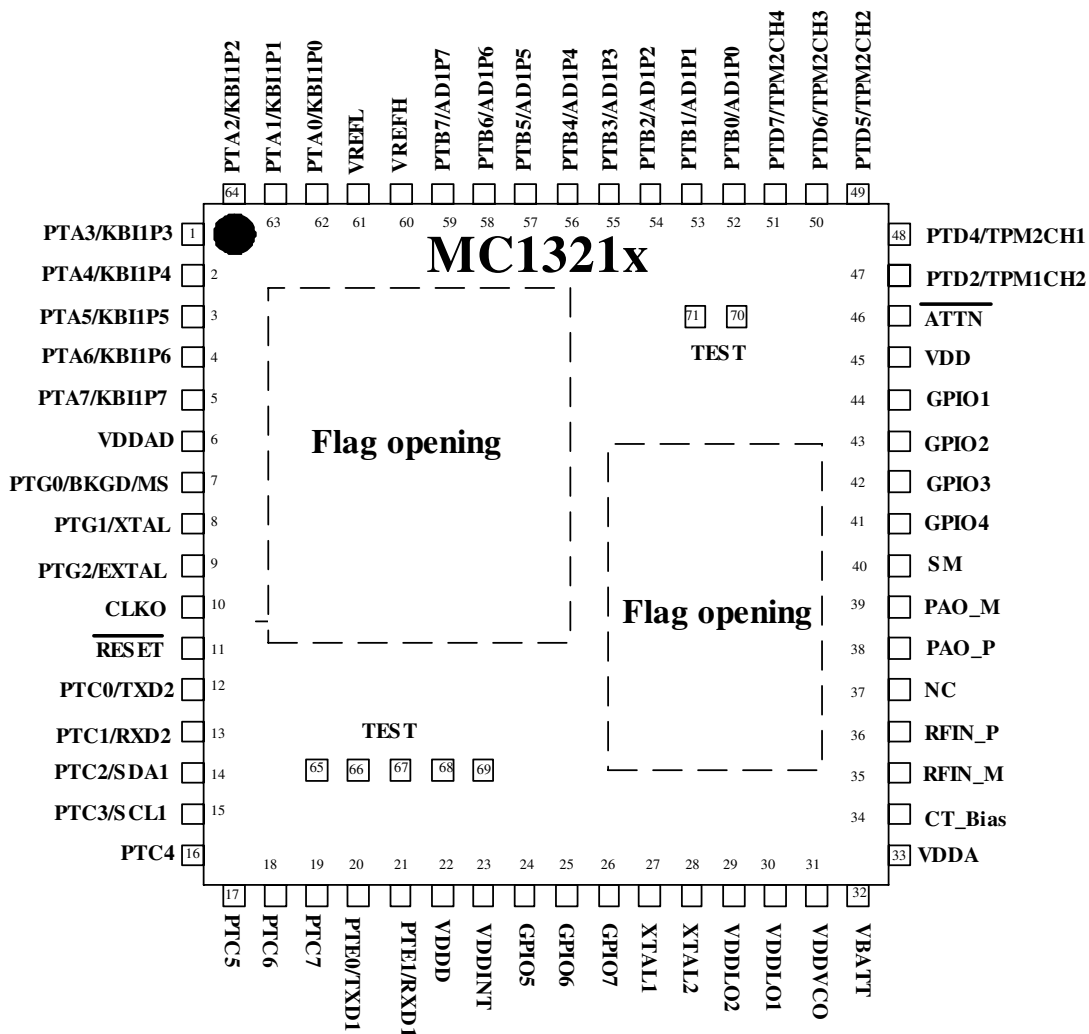 PTA2/KBI1P2
PTA1/KBI1P1
PTA0/KBI1P0
VREFL
VREFH
PTB7/AD1P7
PTB6/AD1P6
PTB5/AD1P5
PTB4/AD1P4
PTB3/AD1P3
PTB2/AD1P2
PTB1/AD1P1
PTB0/AD1P0
PTD7/TPM2CH4
PTD6/TPM2CH3
PTD5/TPM2CH2
64 63 62 61 60 59 58 57 56 55 54 53 52 51 50 49
MC1321x
PTA3/KBI1P3 1
PTA4/KBI1P4 2
PTA5/KBI1P5 3
PTA6/KBI1P6 4
PTA7/KBI1P7 5
VDDAD 6
PTG0/BKGD/MS 7
PTG1/XTAL 8
PTG2/EXTAL 9
CLKO 10
RESET 11
PTC0/TXD2 12
PTC1/RXD2 13
PTC2/SDA1 14
PTC3/SCL1 15
PTC4 16
71 70
TEST
Flag opening
Flag opening
TEST
65 66 67 68 69
48 PTD4/TPM2CH1
47 PTD2/TPM1CH2
46 ATTN
45 VDD
44 GPIO1
43 GPIO2
42 GPIO3
41 GPIO4
40 SM
39 PAO_M
38 PAO_P
37 NC
36 RFIN_P
35 RFIN_M
34 CT_Bias
33 VDDA
17 18 19 20 21 22 23 24 25 26 27 28 29 30 31 32
PTC5
PTC6
PTC7
PTE0/TXD1
PTE1/RXD1
VDDD
VDDINT
GPIO5
GPIO6
GPIO7
XTAL1
XTAL2
VDDLO2
VDDLO1
VDDVCO
VBATT